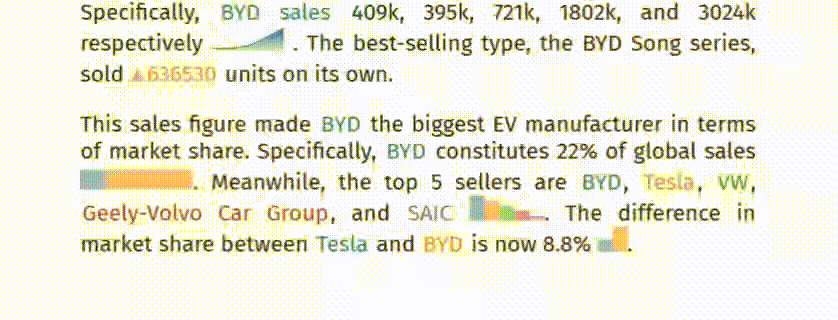 Specifically, BYD sales 409k, 395k, 721k, 1802k, and 3024k
respectively . The best-selling type, the BYD Song series,
sold ▲636530 units on its own.
This sales figure made BYD the biggest EV manufacturer in terms
of market share. Specifically, BYD constitutes 22% of global sales
. Meanwhile, the top 5 sellers are BYD, Tesla, VW,
Geely-Volvo Car Group, and SAIC . The difference in
market share between Tesla and BYD is now 8.8% .